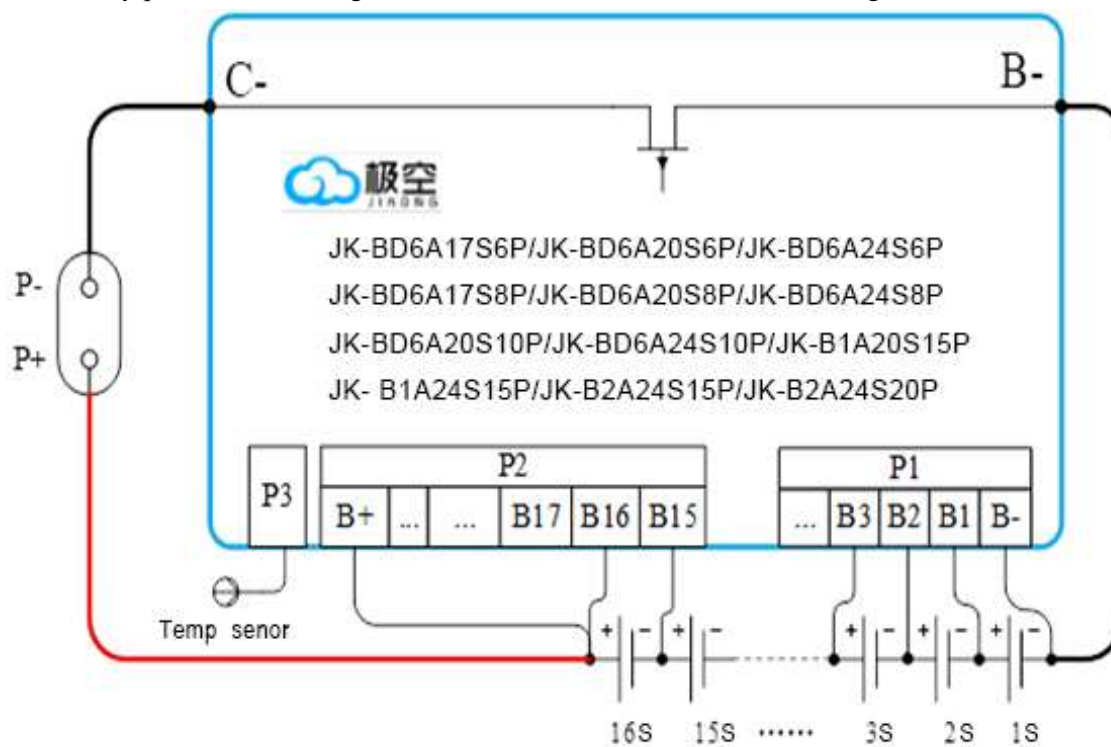 C-
B-
极空
JIKONG
JK-BD6A17S6P/JK-BD6A20S6P/JK-BD6A24S6P
JK-BD6A17S8P/JK-BD6A20S8P/JK-BD6A24S8P
JK-BD6A20S10P/JK-BD6A24S10P/JK-B1A20S15P
JK- B1A24S15P/JK-B2A24S15P/JK-B2A24S20P
P-
P+
P3
P2
P1
B+ ... ... B17 B16 B15
... B3 B2 B1 B-
Temp senor
+ - + - + - + - + -
16S 15S ······ 3S 2S 1S